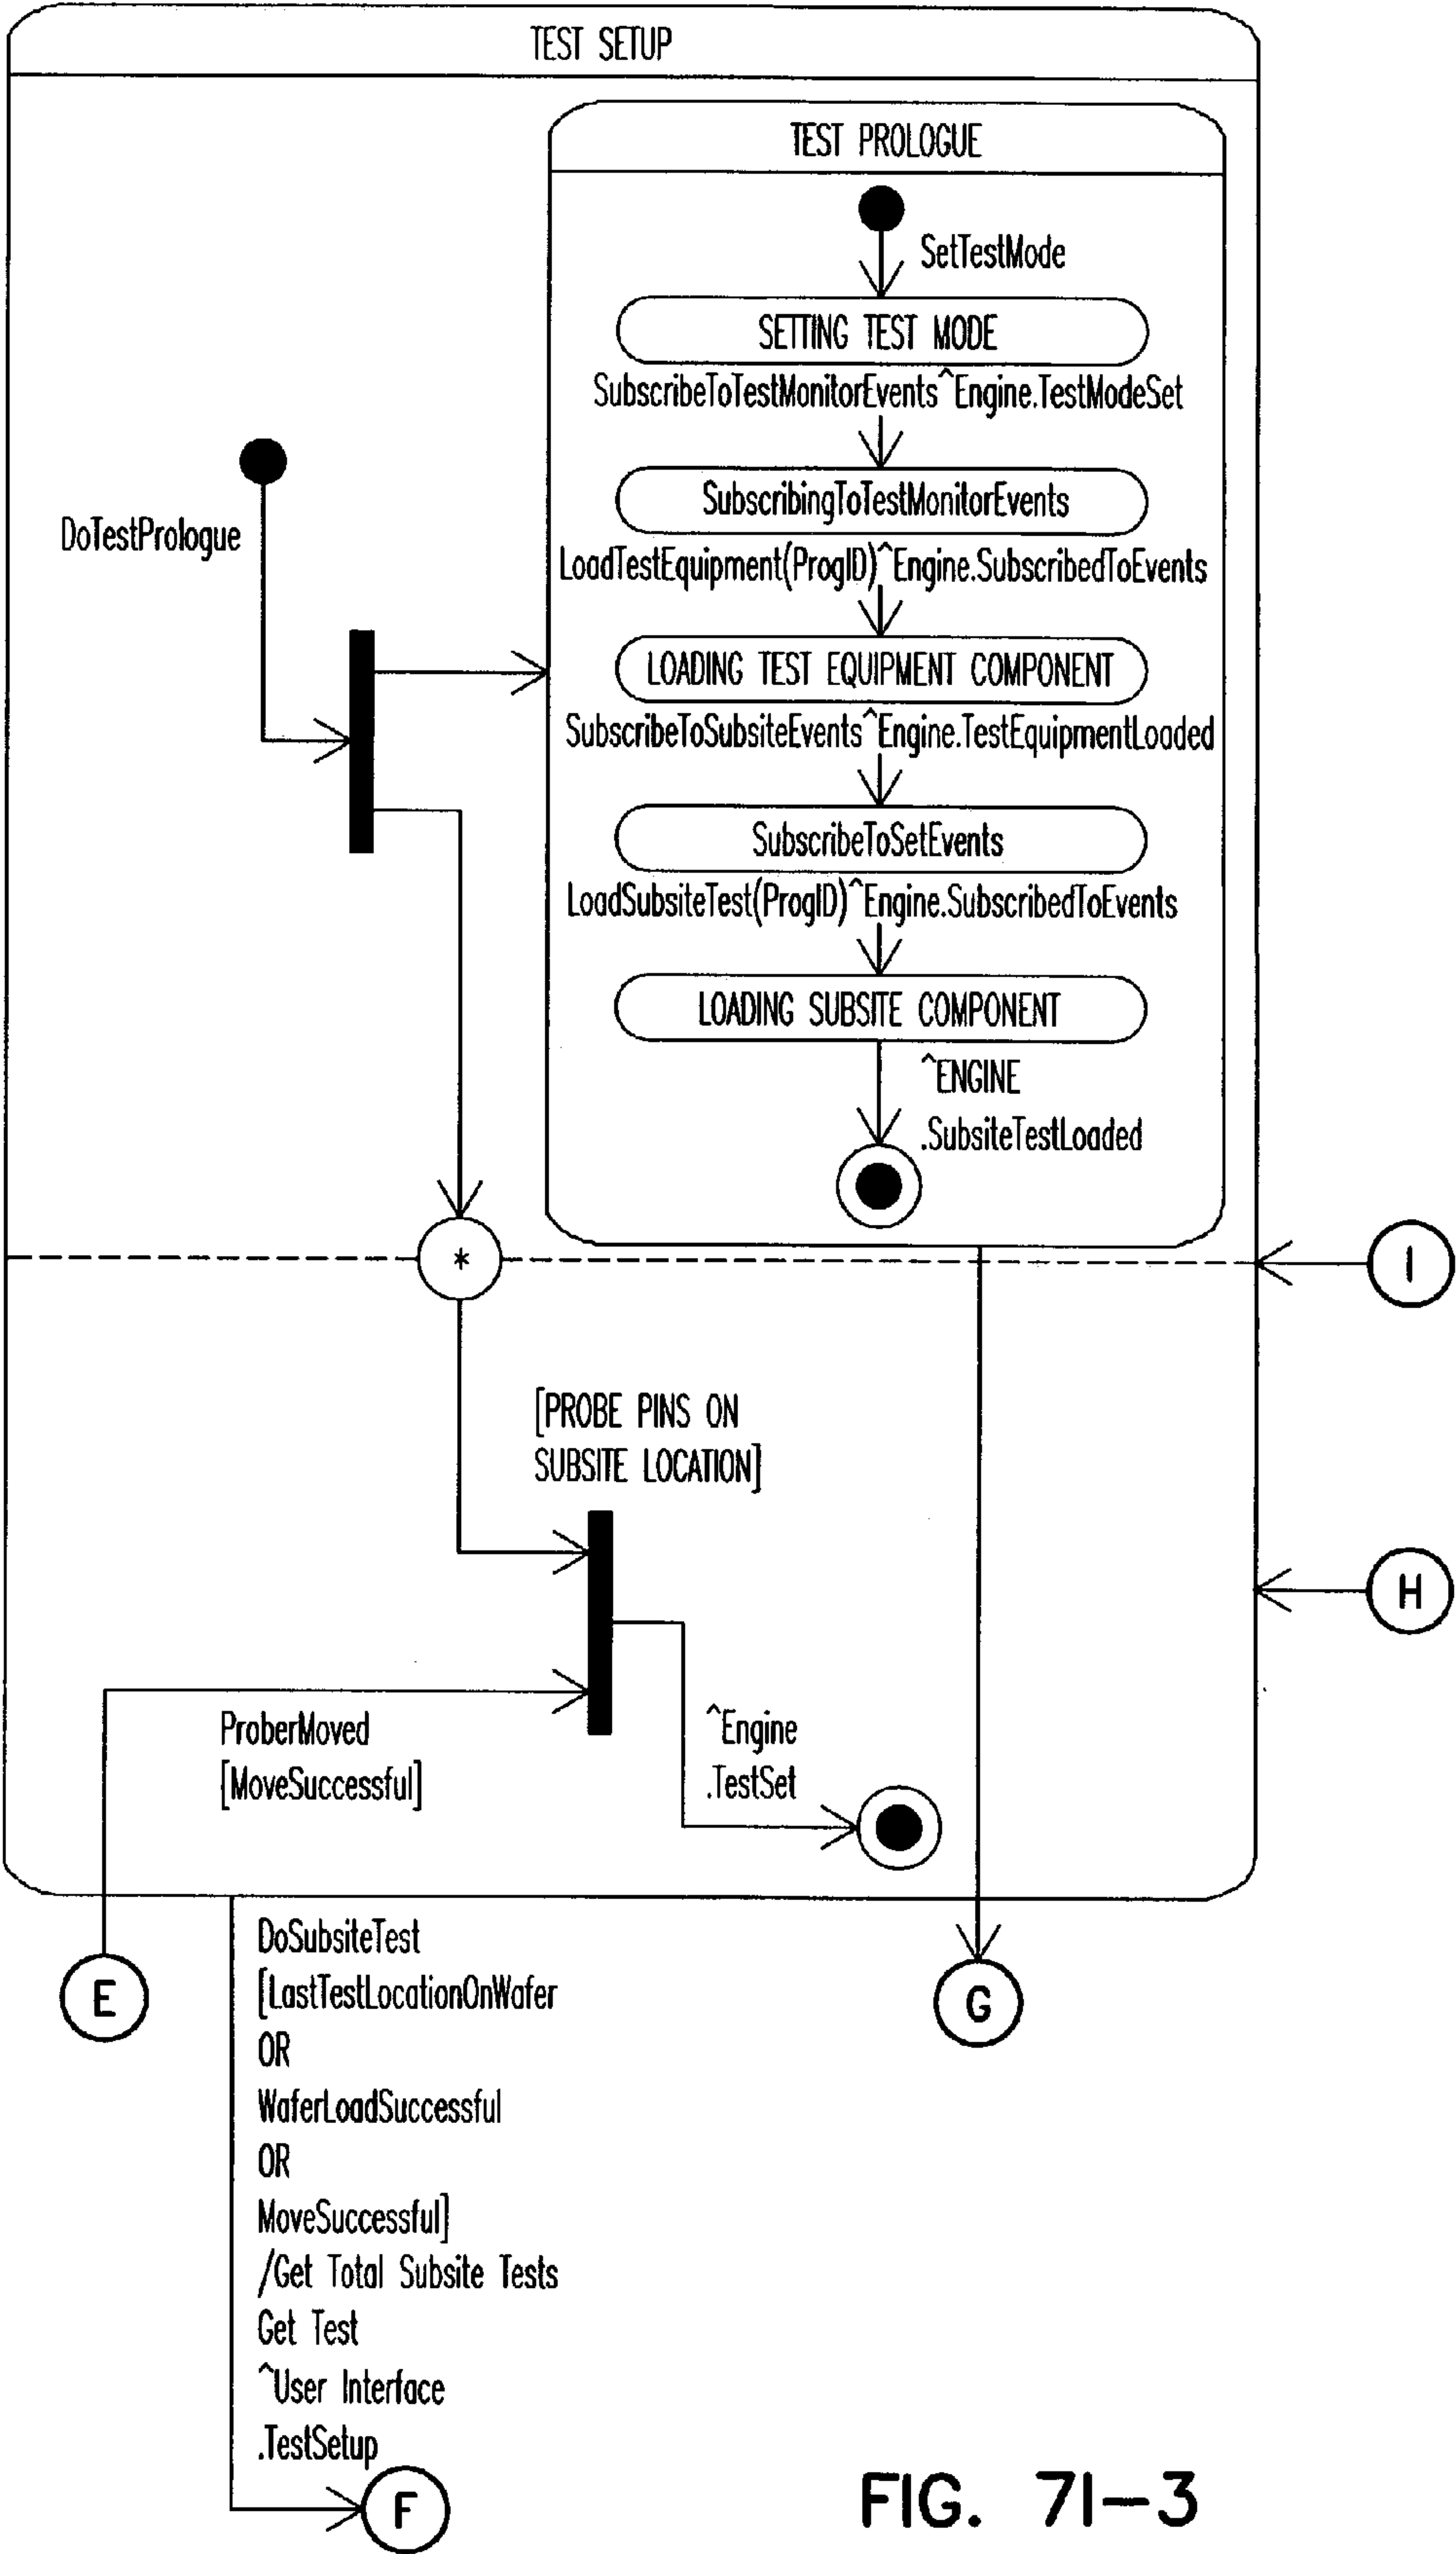 TEST SETUP
TEST PROLOGUE
SetTestMode
SETTING TEST MODE
SubscribeToTestMonitorEvents^Engine.TestModeSet
DoTestPrologue
SubscribingToTestMonitorEvents
LoadTestEquipment(ProgID)^Engine.SubscribedToEvents
LOADING TEST EQUIPMENT COMPONENT
SubscribeToSubsiteEvents^Engine.TestEquipmentLoaded
SubscribeToSetEvents
LoadSubsiteTest(ProgID)^Engine.SubscribedToEvents
LOADING SUBSITE COMPONENT
^ENGINE
.SubsiteTestLoaded
*
I
[PROBE PINS ON
SUBSITE LOCATION]
H
ProberMoved
[MoveSuccessful]
^Engine
.TestSet
E
G
DoSubsiteTest
[LastTestLocationOnWafer
OR
WaferLoadSuccessful
OR
MoveSuccessful]
/Get Total Subsite Tests
Get Test
^User Interface
.TestSetup
F
FIG. 71-3